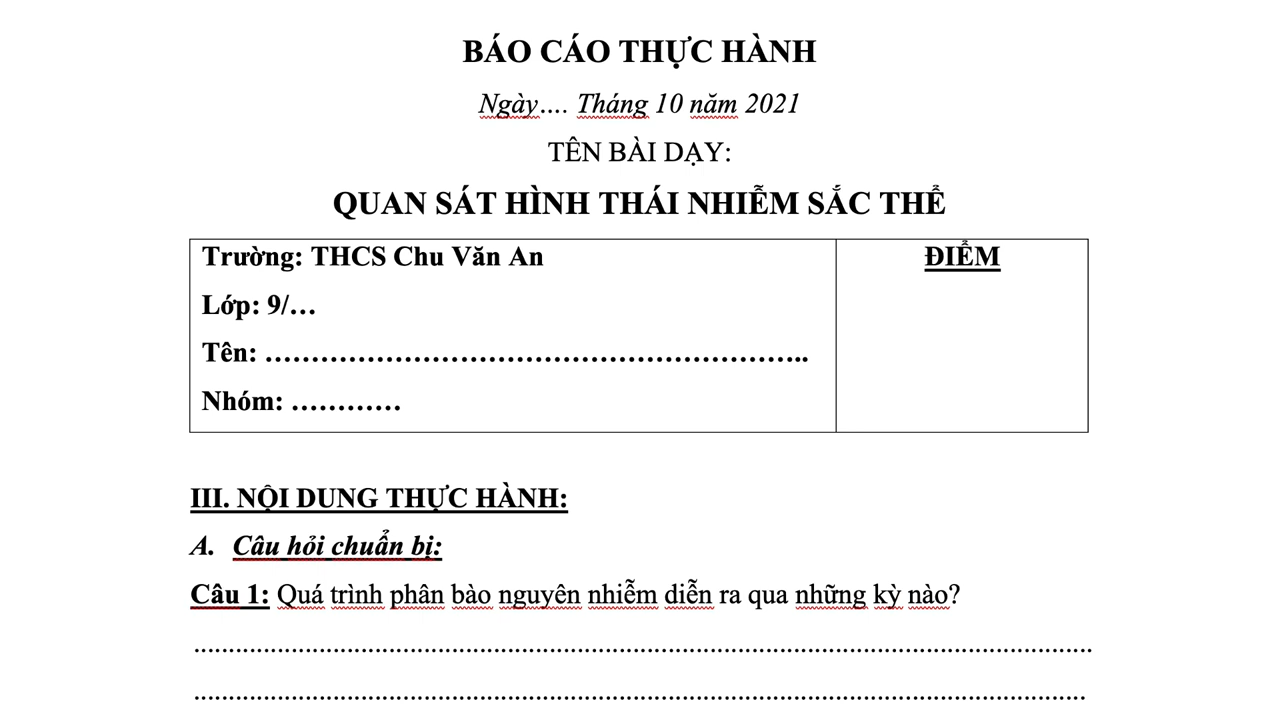 BÁO CÁO THỰC HÀNH
Ngày…. Tháng 10 năm 2021
TÊN BÀI DẠY:
QUAN SÁT HÌNH THÁI NHIỄM SẮC THỂ
Trường: THCS Chu Văn An
Lớp: 9/…
Tên: …………………………………………………..
Nhóm: …………
ĐIỂM
III. NỘI DUNG THỰC HÀNH:
A. Câu hỏi chuẩn bị:
Câu 1: Quá trình phân bào nguyên nhiễm diễn ra qua những kỳ nào?
................................................................................................................................
...............................................................................................................................